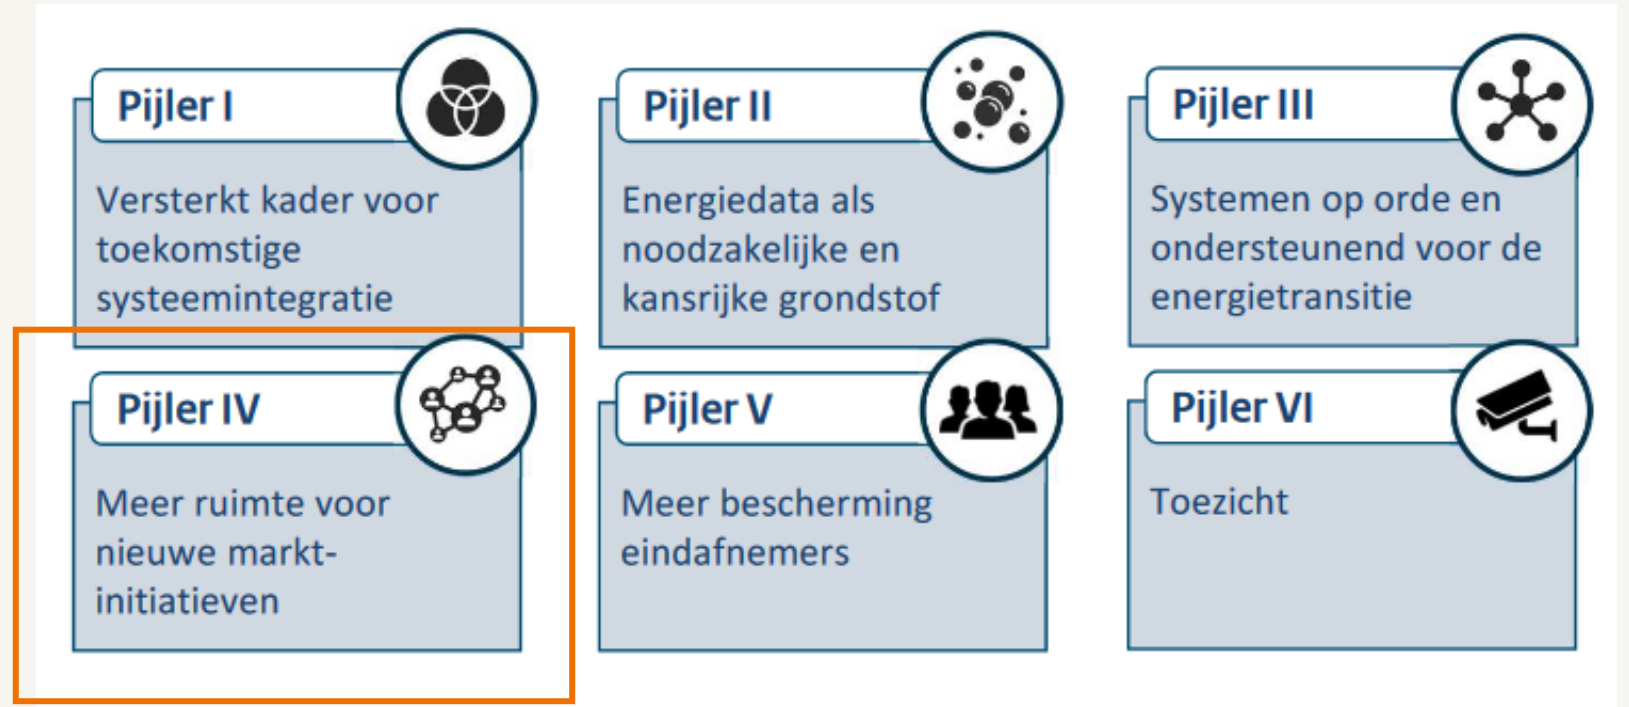 Pijler I
Versterkt kader voor
toekomstige
systeemintegratie
Pijler II
Energiedata als
noodzakelijke en
kansrijke grondstof
Pijler III
Systemen op orde en
ondersteunend voor de
energietransitie
Pijler IV
Meer ruimte voor
nieuwe markt-
initiatieven
Pijler V
Meer bescherming
eindafnemers
Pijler VI
Toezicht